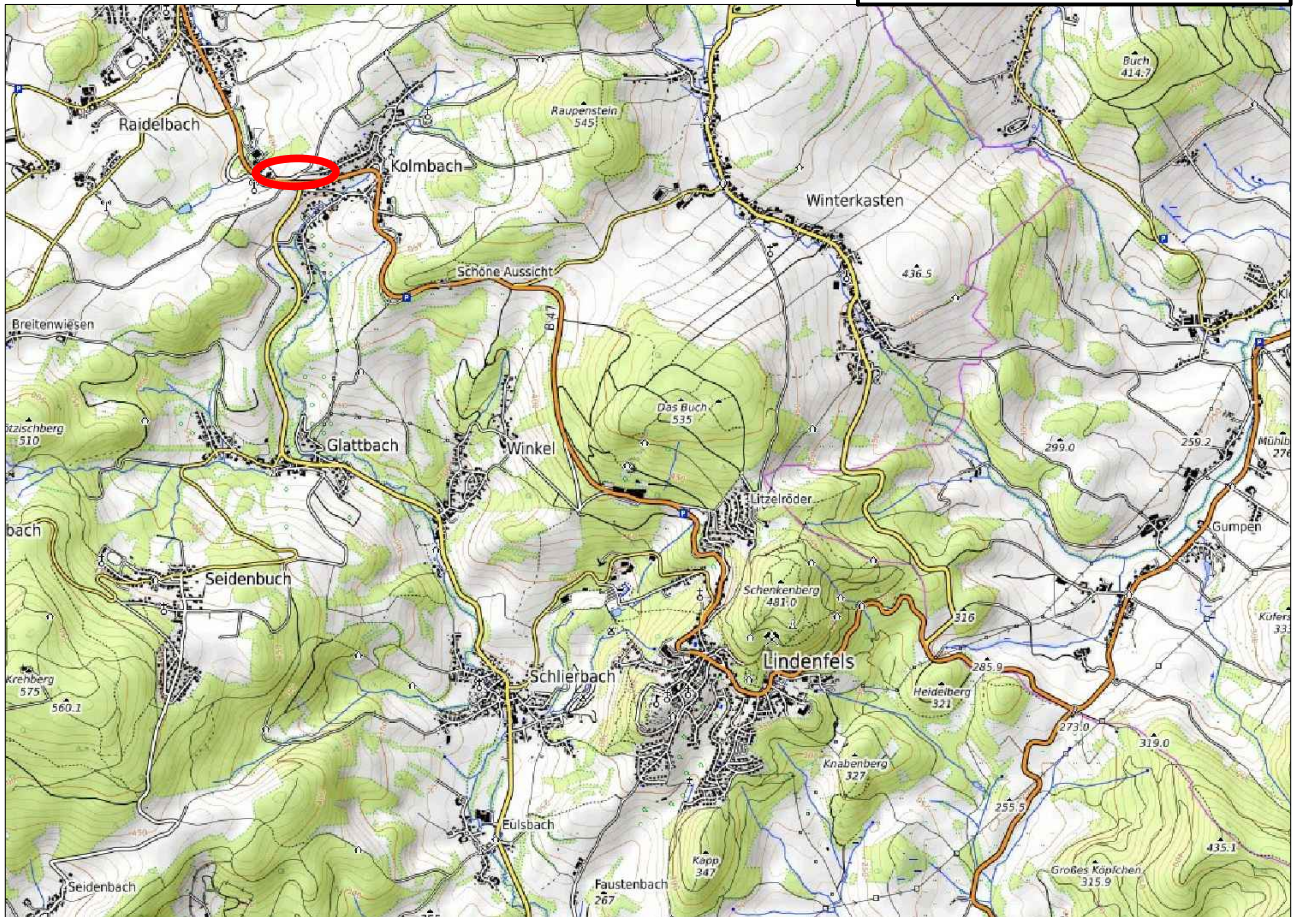 Buch
414.7
Raupenstein
545
Raidelbach
Kolmbach
Winterkasten
436.5
Schöne Aussicht
B 47
Breitenwiesen
Das Buch
535
510
Glattbach
Winkel
299.0
259.2
Litzelröder
Gumpen
bach
Seidenbuch
Schenkenberg
481.0
316
Lindenfels
285.9
Schlierbach
Krehberg
575
560.1
Heidelberg
321
273.0
319.0
Knabenberg
327
255.5
Eulsbach
435.1
Kapp
347
Großes Köpfchen
315.9
Seidenbach
Faustenbach
267